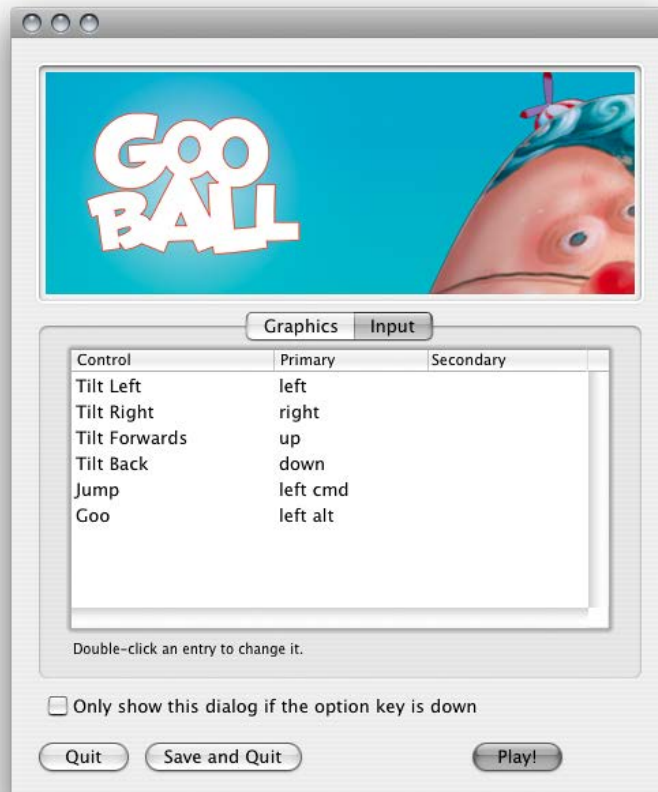 GOO
BALL
Graphics Input
Control Primary Secondary
Tilt Left left
Tilt Right right
Tilt Forwards up
Tilt Back down
Jump left cmd
Goo left alt
Double-click an entry to change it.
Only show this dialog if the option key is down
Quit Save and Quit Play!